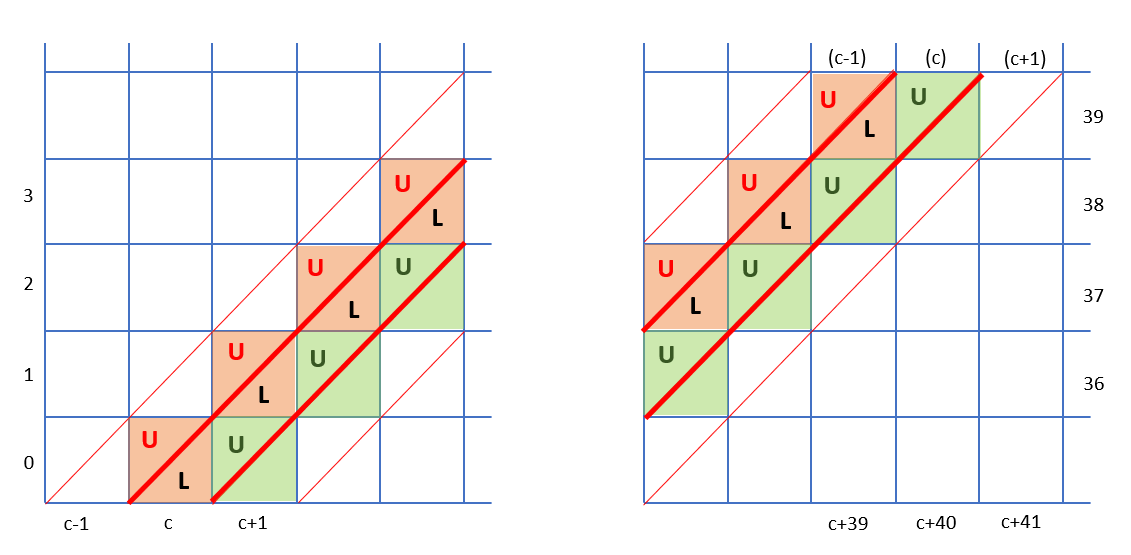 (c-1) (c) (c+1)
U U 39
L
3 U U U 38
L L
2 U U U U 37
L L
1 U U U 36
L
0 U U
L
c-1 c c+1 c+39 c+40 c+41